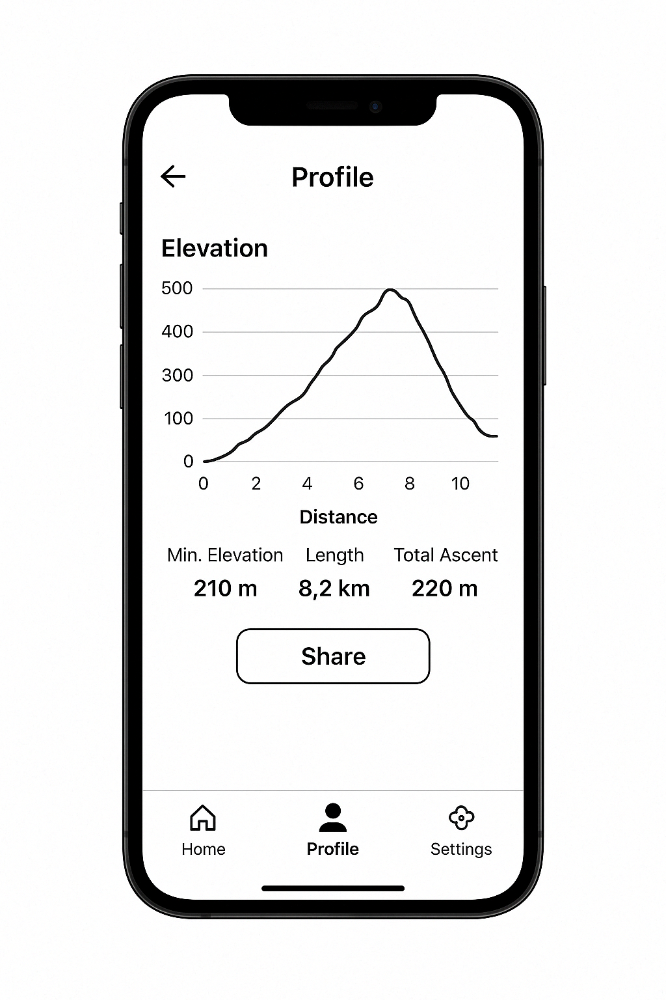 Profile
Elevation
500
400
300
100
0
0 2 4 6 8 10
Distance
Min. Elevation Length Total Ascent
210 m 8,2 km 220 m
Share
Home Profile Settings